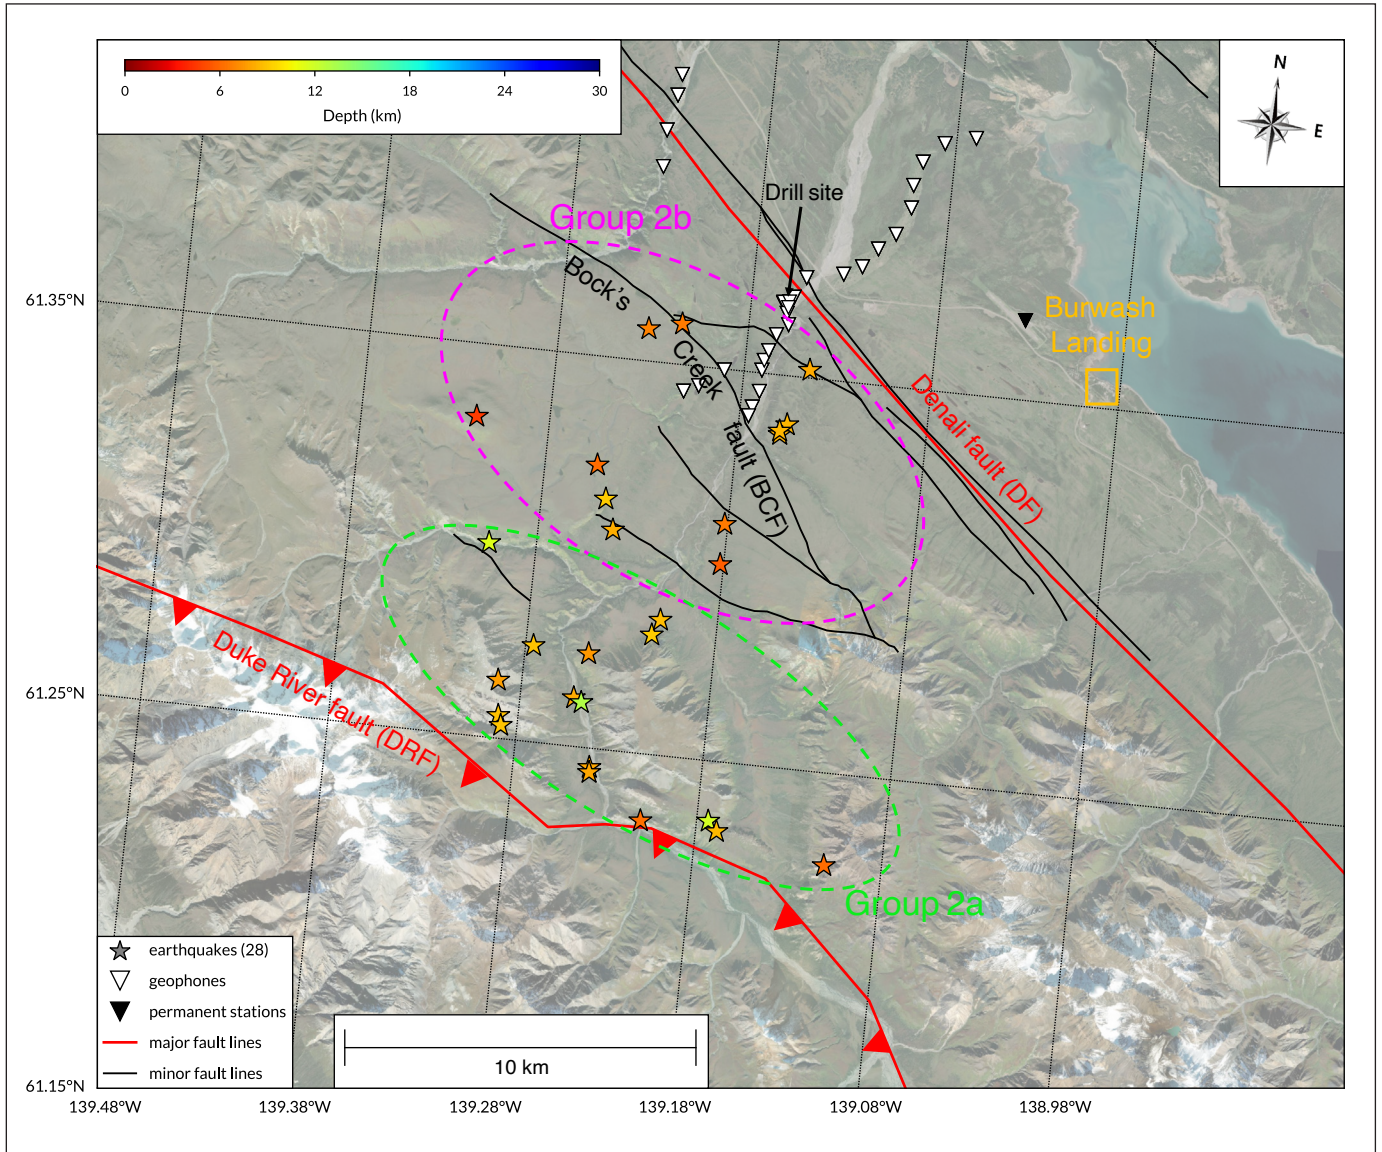 0 6 12 18 24 30
Depth (km)
N
E
Drill site
Group 2b
Bock's
Creek
fault (BCF)
61.35°N
Burwash
Landing
Denali fault (DF)
Duke River fault (DRF)
61.25°N
Group 2a
earthquakes (28)
geophones
permanent stations
major fault lines
minor fault lines
10 km
61.15°N
139.48°W 139.38°W 139.28°W 139.18°W 139.08°W 138.98°W